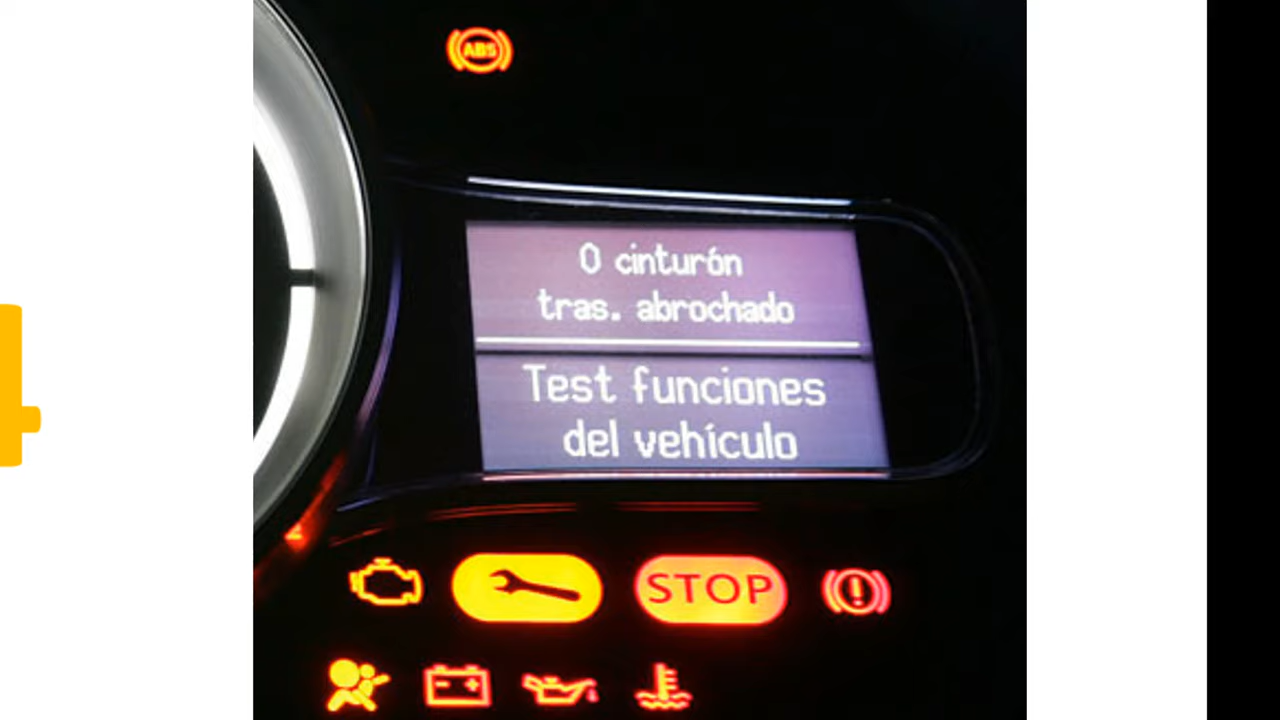 ABS
0 cinturón
tras. abrochado
Test funciones
del vehículo
STOP